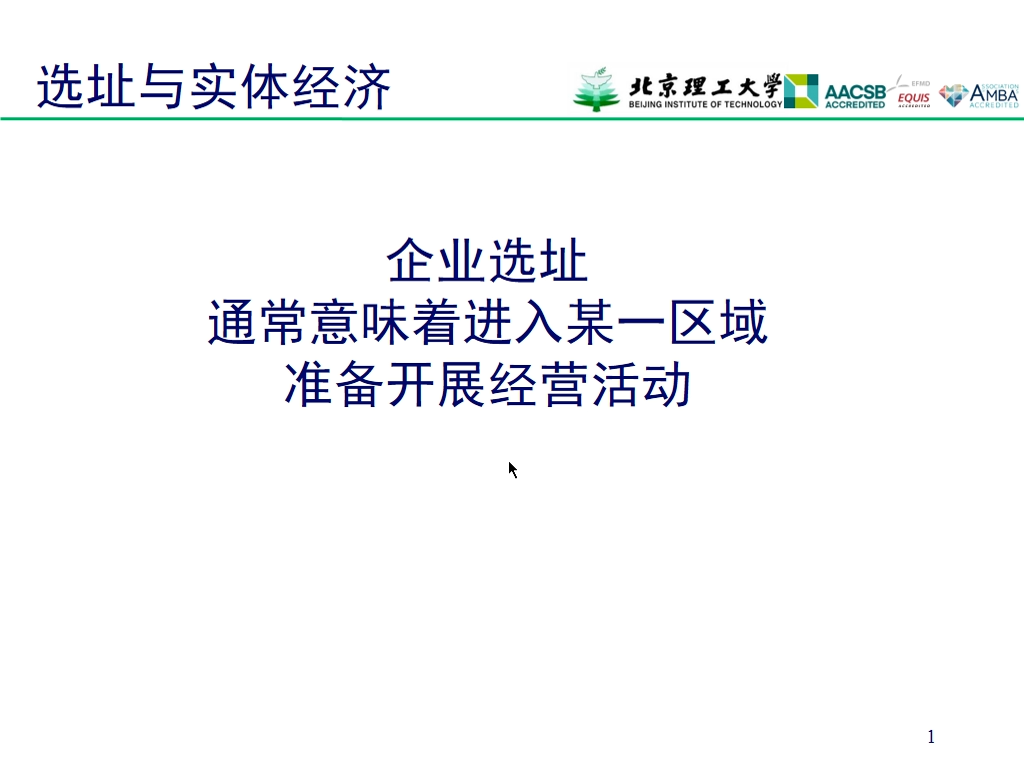 选址与实体经济
北京理工大学
BEIJING INSTITUTE OF TECHNOLOGY
AACSB
ACCREDITED
EFMD
EQUIS
ACCREDITED
ASSOCIATION
AMBA
ACCREDITED
企业选址
通常意味着进入某一区域
准备开展经营活动
1